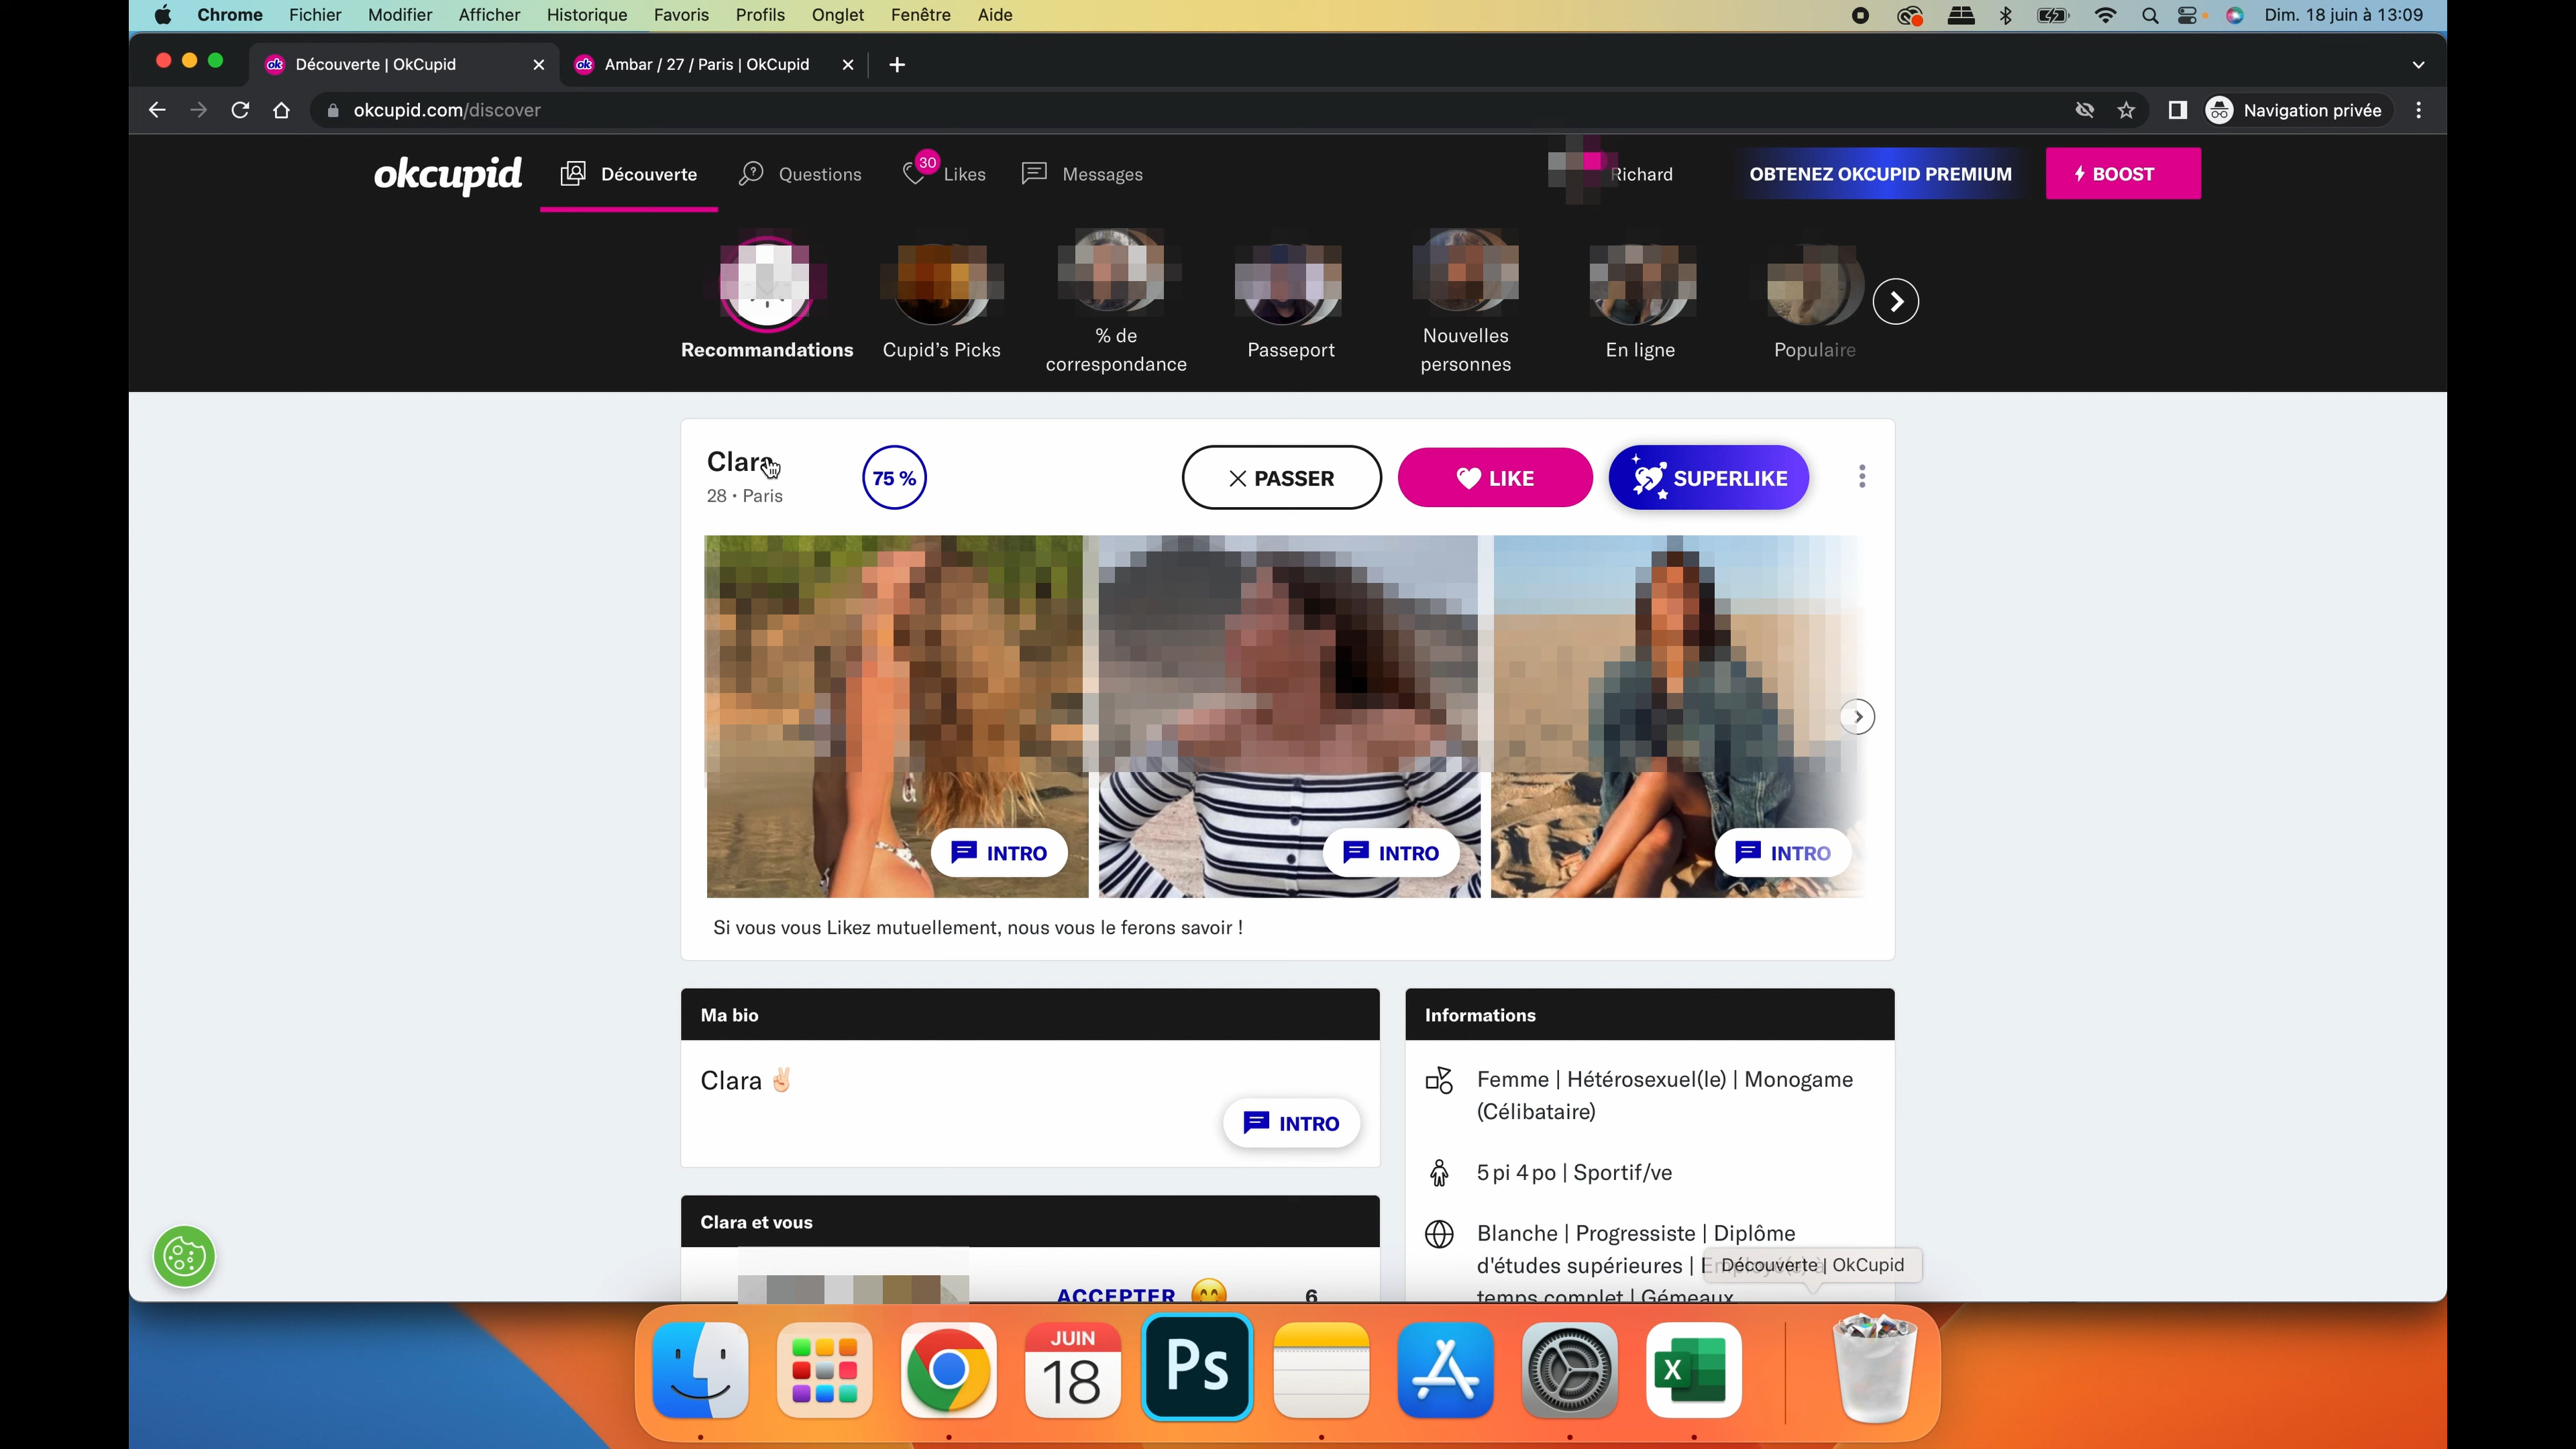 Chrome Fichier Modifier Afficher Historique Favoris Profils Onglet Fenêtre Aide Dim. 18 juin à 13:09
ok Découverte | OkCupid ok Ambar / 27 / Paris | OkCupid
okcupid.com/discover Navigation privée
okcupid Découverte Questions 30 Likes Messages Richard OBTENEZ OKCUPID PREMIUM BOOST
Recommandations Cupid's Picks % de Passeport Nouvelles En ligne Populaire
correspondance personnes
Clara 75 % PASSER LIKE SUPERLIKE
28 • Paris
INTRO INTRO INTRO
Si vous vous Likez mutuellement, nous vous le ferons savoir !
Ma bio
Clara ✌🏻
INTRO
Clara et vous
ACCEPTER 😊 6
Informations
Femme | Hétérosexuel(le) | Monogame
(Célibataire)
5 pi 4 po | Sportif/ve
Blanche | Progressiste | Diplôme
d'études supérieures |
temps complet | Gémeaux
Découverte | OkCupid
JUIN
18
Ps
X